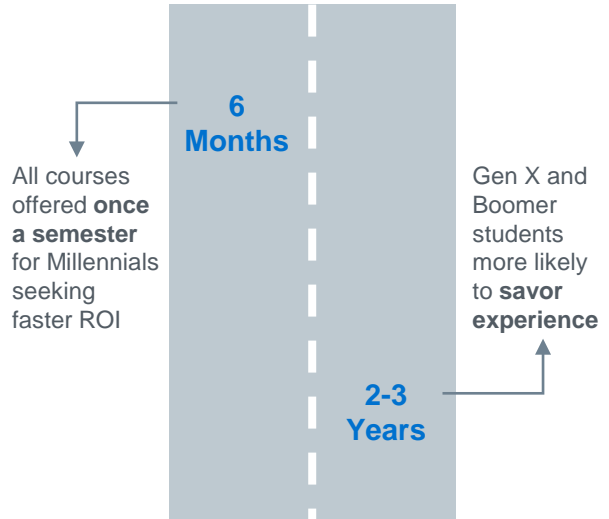 6
Months
All courses
offered once
a semester
for Millennials
seeking
faster ROI
Gen X and
Boomer
students
more likely
to savor
experience
2-3
Years